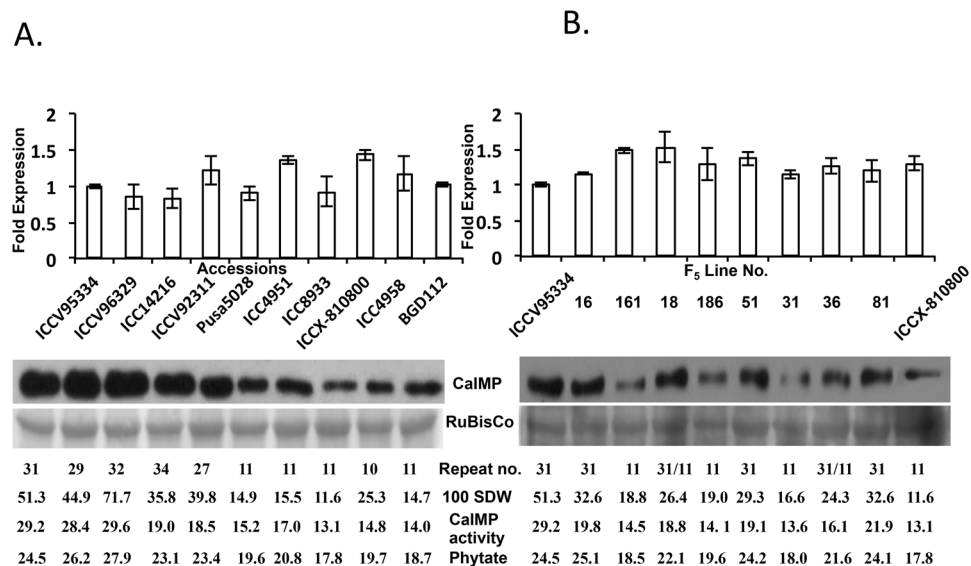 A.
B.
2
1.5
1
0.5
0
Fold Expression
Accessions
ICCV95334 ICCV96329 ICC14216 ICCV92311 Pusa5028 ICC4951 ICC8933 ICCX-810800 ICC4958 BGD112
2
1.5
1
0.5
0
Fold Expression
F5 Line No.
ICCV95334 16 161 18 186 51 31 36 81 ICCX-810800
CaIMP
RuBisCo
31 29 32 34 27 11 11 11 10 11 Repeat no. 31 31 11 31/11 11 31 11 31/11 31 11
51.3 44.9 71.7 35.8 39.8 14.9 15.5 11.6 25.3 14.7 100 SDW 51.3 32.6 18.8 26.4 19.0 29.3 16.6 24.3 32.6 11.6
29.2 28.4 29.6 19.0 18.5 15.2 17.0 13.1 14.8 14.0 CaIMP activity 29.2 19.8 14.5 18.8 14. 1 19.1 13.6 16.1 21.9 13.1
24.5 26.2 27.9 23.1 23.4 19.6 20.8 17.8 19.7 18.7 Phytate 24.5 25.1 18.5 22.1 19.6 24.2 18.0 21.6 24.1 17.8